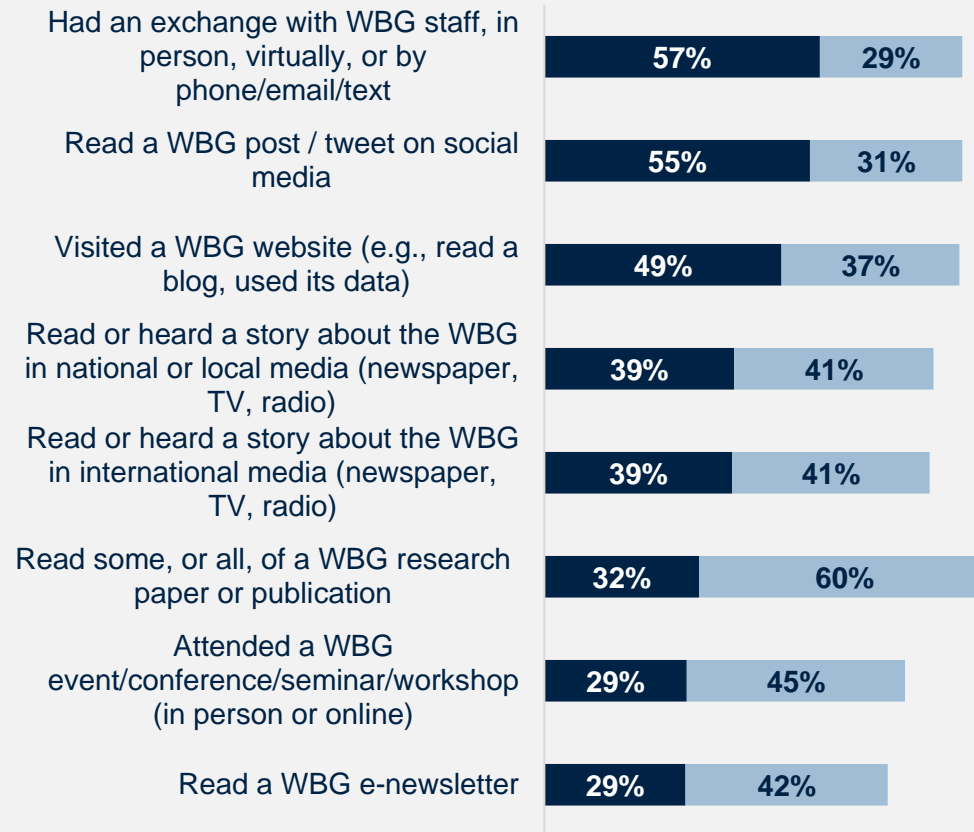 Had an exchange with WBG staff, in
person, virtually, or by
phone/email/text
57% 29%
Read a WBG post / tweet on social
media
55% 31%
Visited a WBG website (e.g., read a
blog, used its data)
49% 37%
Read or heard a story about the WBG
in national or local media (newspaper,
TV, radio)
39% 41%
Read or heard a story about the WBG
in international media (newspaper,
TV, radio)
39% 41%
Read some, or all, of a WBG research
paper or publication
32% 60%
Attended a WBG
event/conference/seminar/workshop
(in person or online)
29% 45%
Read a WBG e-newsletter
29% 42%